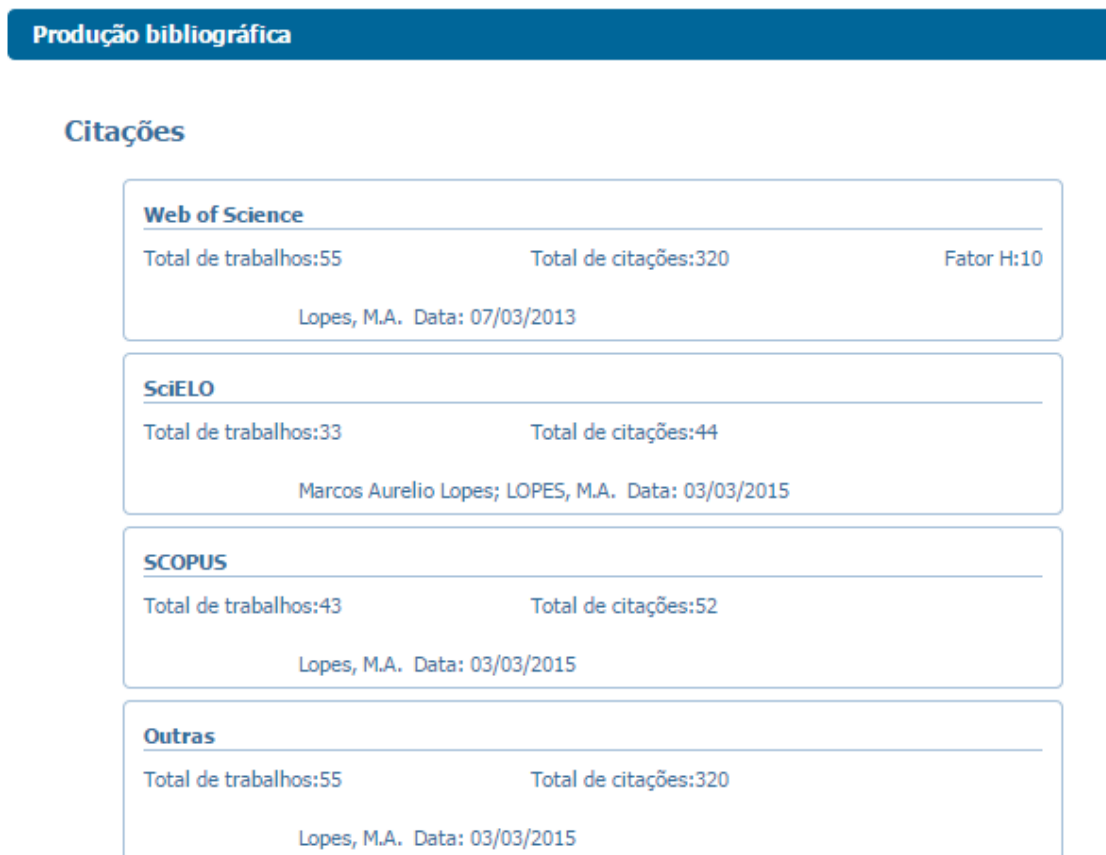 Produção bibliográfica
Citações
Web of Science
Total de trabalhos:55 Total de citações:320 Fator H:10
Lopes, M.A. Data: 07/03/2013
SciELO
Total de trabalhos:33 Total de citações:44
Marcos Aurelio Lopes; LOPES, M.A. Data: 03/03/2015
SCOPUS
Total de trabalhos:43 Total de citações:52
Lopes, M.A. Data: 03/03/2015
Outras
Total de trabalhos:55 Total de citações:320
Lopes, M.A. Data: 03/03/2015